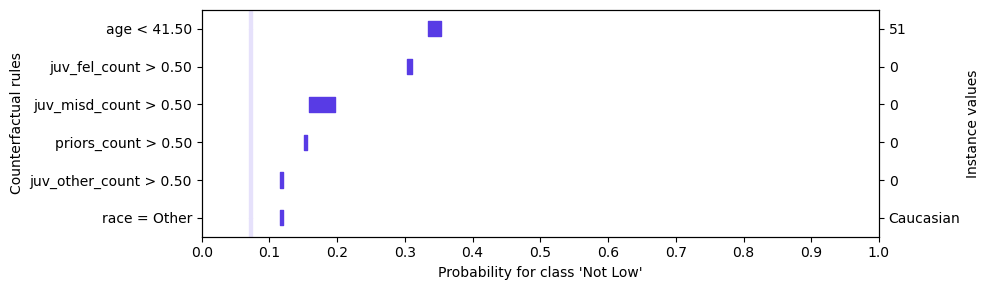 Counterfactual rules
age < 41.50
juv_fel_count > 0.50
juv_misd_count > 0.50
priors_count > 0.50
juv_other_count > 0.50
race = Other
51
0
0
0
0
Caucasian
Instance values
0.0 0.1 0.2 0.3 0.4 0.5 0.6 0.7 0.8 0.9 1.0
Probability for class 'Not Low'